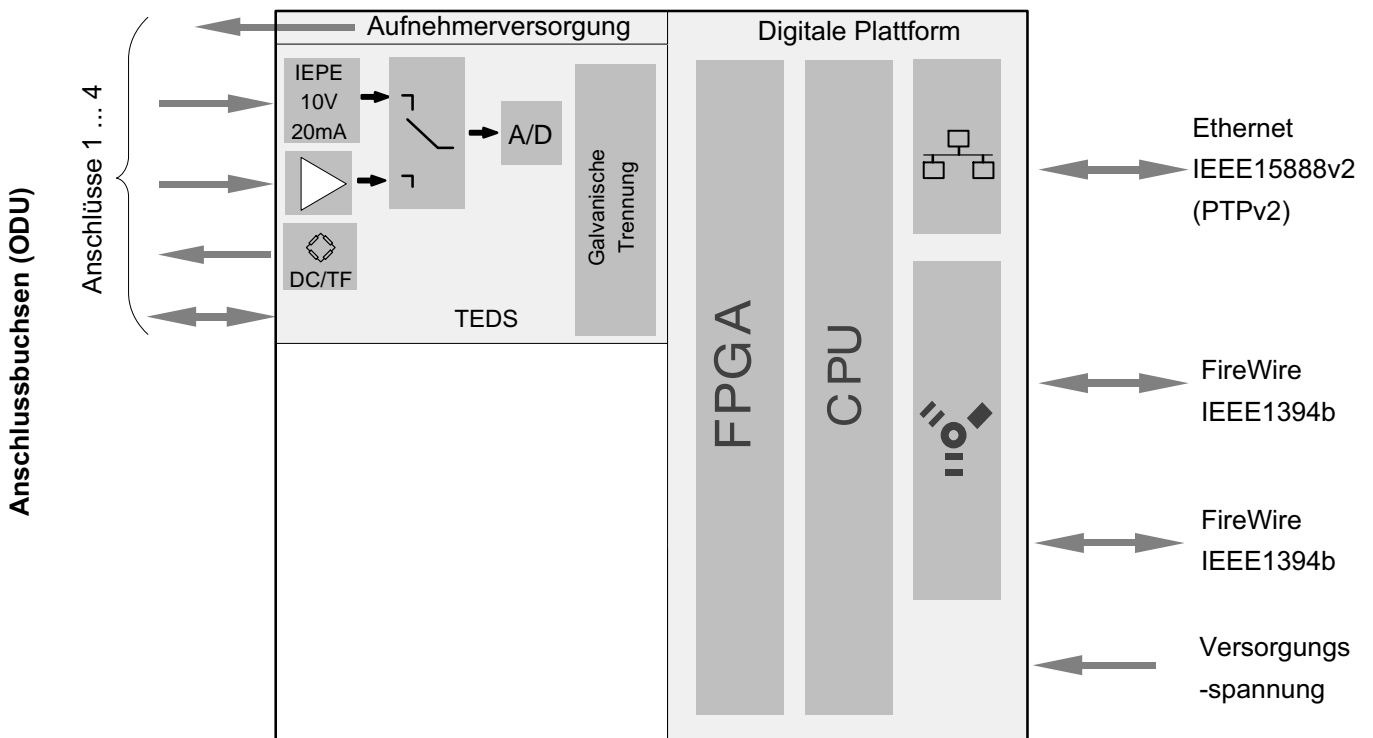 Anschlussbuchsen (ODU)
Anschlüsse 1 ... 4
Aufnehmerversorgung
IEPE
10V
20mA
A/D
DC/TF
TEDS
Galvanische
Trennung
Digitale Plattform
FPGA
CPU
Ethernet
IEEE15888v2
(PTPv2)
FireWire
IEEE1394b
FireWire
IEEE1394b
Versorgungs
-spannung